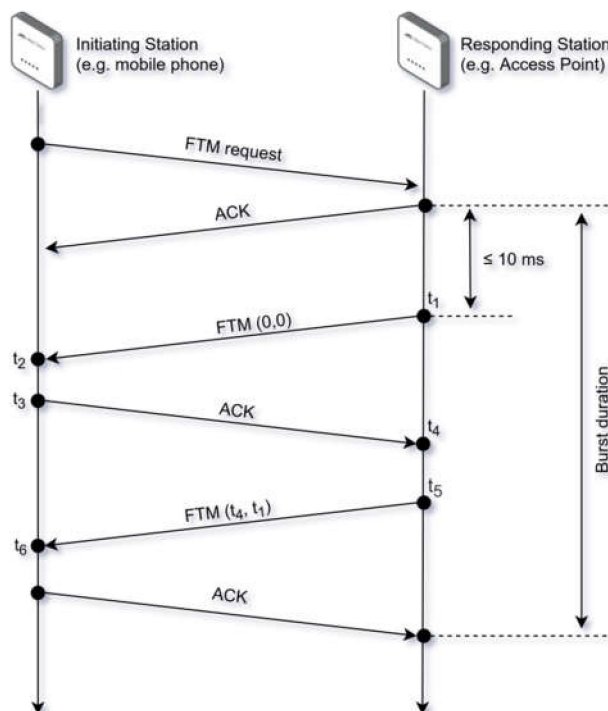 Initiating Station
(e.g. mobile phone)
Responding Station
(e.g. Access Point)
FTM request
ACK
≤ 10 ms
t1
FTM (0,0)
t2
t3
ACK
t4
Burst duration
t5
FTM (t4, t1)
t6
ACK